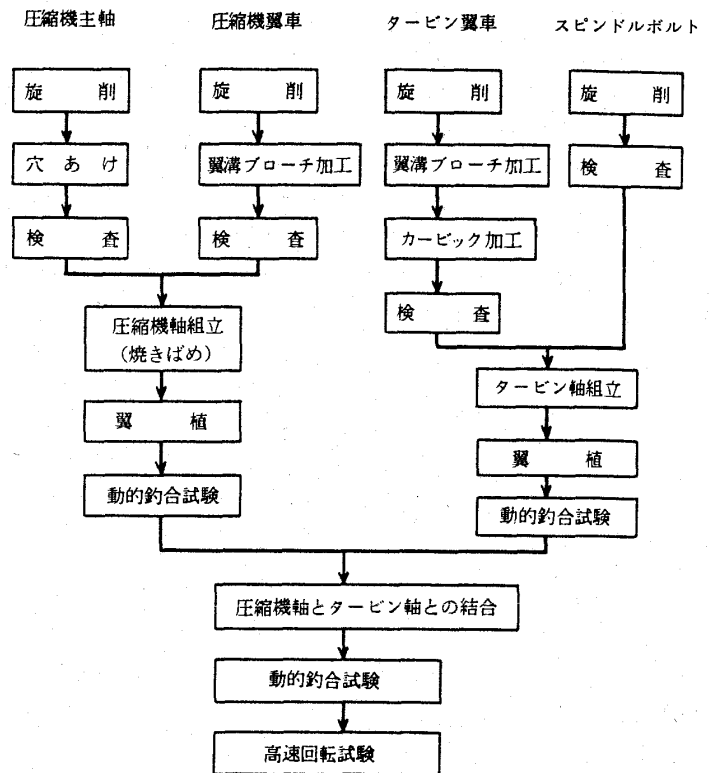 圧縮機主軸
圧縮機翼車
タービン翼車
スピンドルボルト
旋削
旋削
旋削
旋削
穴あけ
翼溝ブローチ加工
翼溝ブローチ加工
検査
検査
検査
カービック加工
検査
圧縮機軸組立
(焼きばめ)
タービン軸組立
翼植
翼植
動的釣合試験
動的釣合試験
圧縮機軸とタービン軸との結合
動的釣合試験
高速回転試験